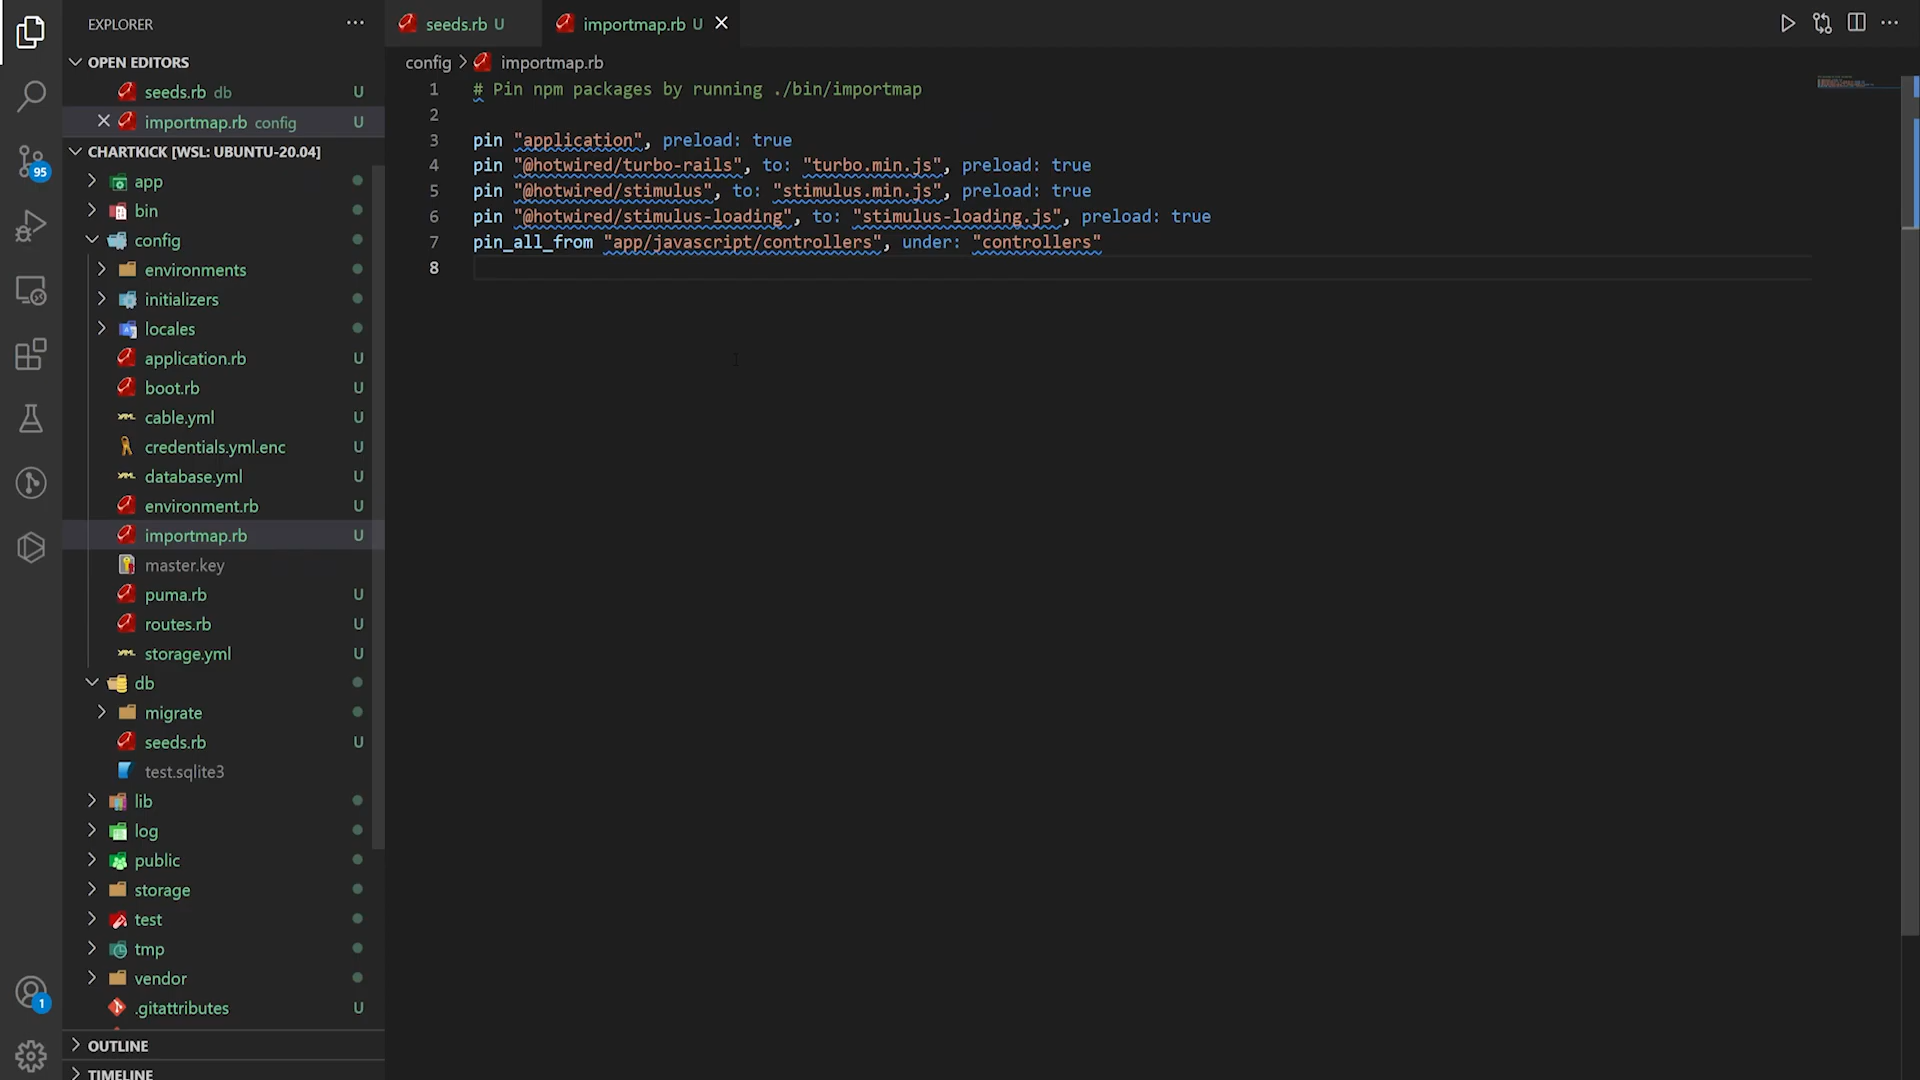 EXPLORER
OPEN EDITORS
seeds.rb db U
importmap.rb config U
CHARTKICK [WSL: UBUNTU-20.04]
app
bin
config
environments
initializers
locales
application.rb U
boot.rb U
cable.yml U
credentials.yml.enc U
database.yml U
environment.rb U
importmap.rb U
master.key
puma.rb U
routes.rb U
storage.yml U
db
migrate
seeds.rb U
test.sqlite3
lib
log
public
storage
test
tmp
vendor
.gitattributes U
OUTLINE
TIMELINE
95
1
seeds.rb U
importmap.rb U
config > importmap.rb
1 # Pin npm packages by running ./bin/importmap
2
3 pin "application", preload: true
4 pin "@hotwired/turbo-rails", to: "turbo.min.js", preload: true
5 pin "@hotwired/stimulus", to: "stimulus.min.js", preload: true
6 pin "@hotwired/stimulus-loading", to: "stimulus-loading.js", preload: true
7 pin_all_from "app/javascript/controllers", under: "controllers"
8